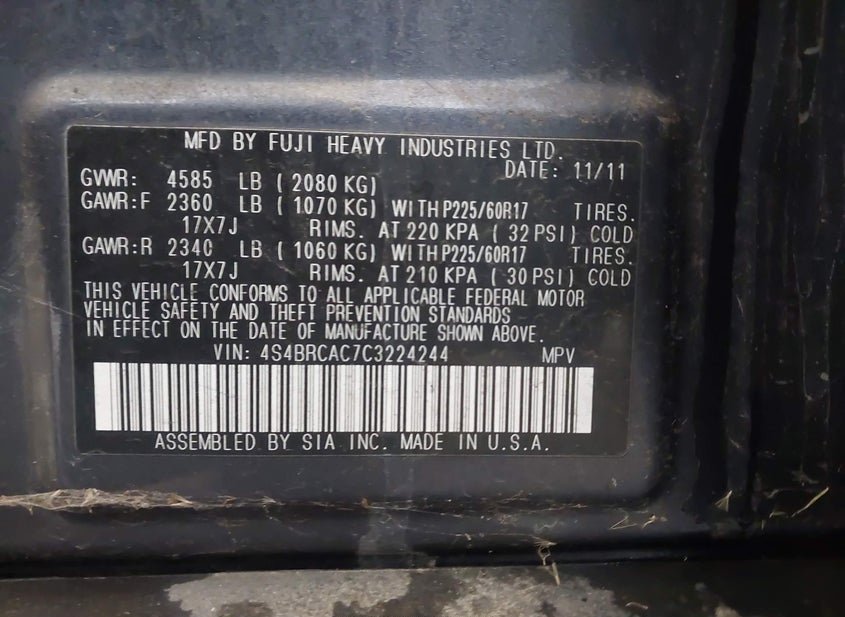 MFD BY FUJI HEAVY INDUSTRIES LTD.
DATE: 11/11
GVWR: 4585 LB ( 2080 KG)
GAWR:F 2360 LB ( 1070 KG) WITH P225/60R17 TIRES.
17X7J RIMS. AT 220 KPA ( 32 PSI) COLD
GAWR:R 2340 LB ( 1060 KG) WITH P225/60R17 TIRES.
17X7J RIMS. AT 210 KPA ( 30 PSI) COLD
THIS VEHICLE CONFORMS TO ALL APPLICABLE FEDERAL MOTOR
VEHICLE SAFETY AND THEFT PREVENTION STANDARDS
IN EFFECT ON THE DATE OF MANUFACTURE SHOWN ABOVE.
VIN: 4S4BRCAC7C3224244 MPV
ASSEMBLED BY SIA INC. MADE IN U.S.A.